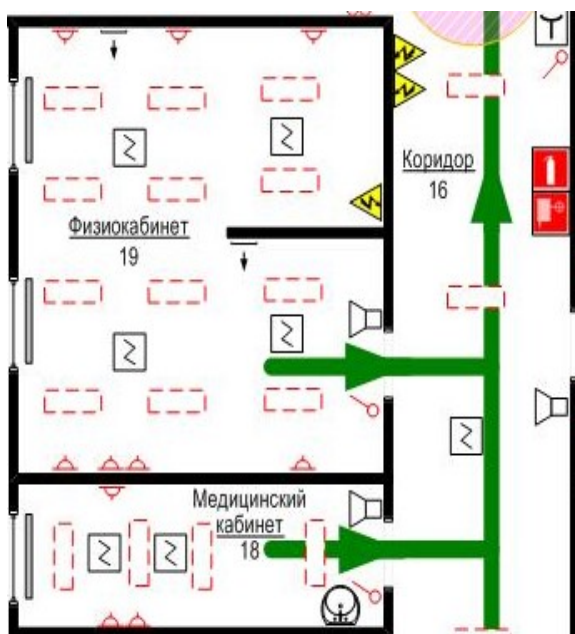 Коридор
16
Физиокабинет
19
Медицинский
кабинет
18